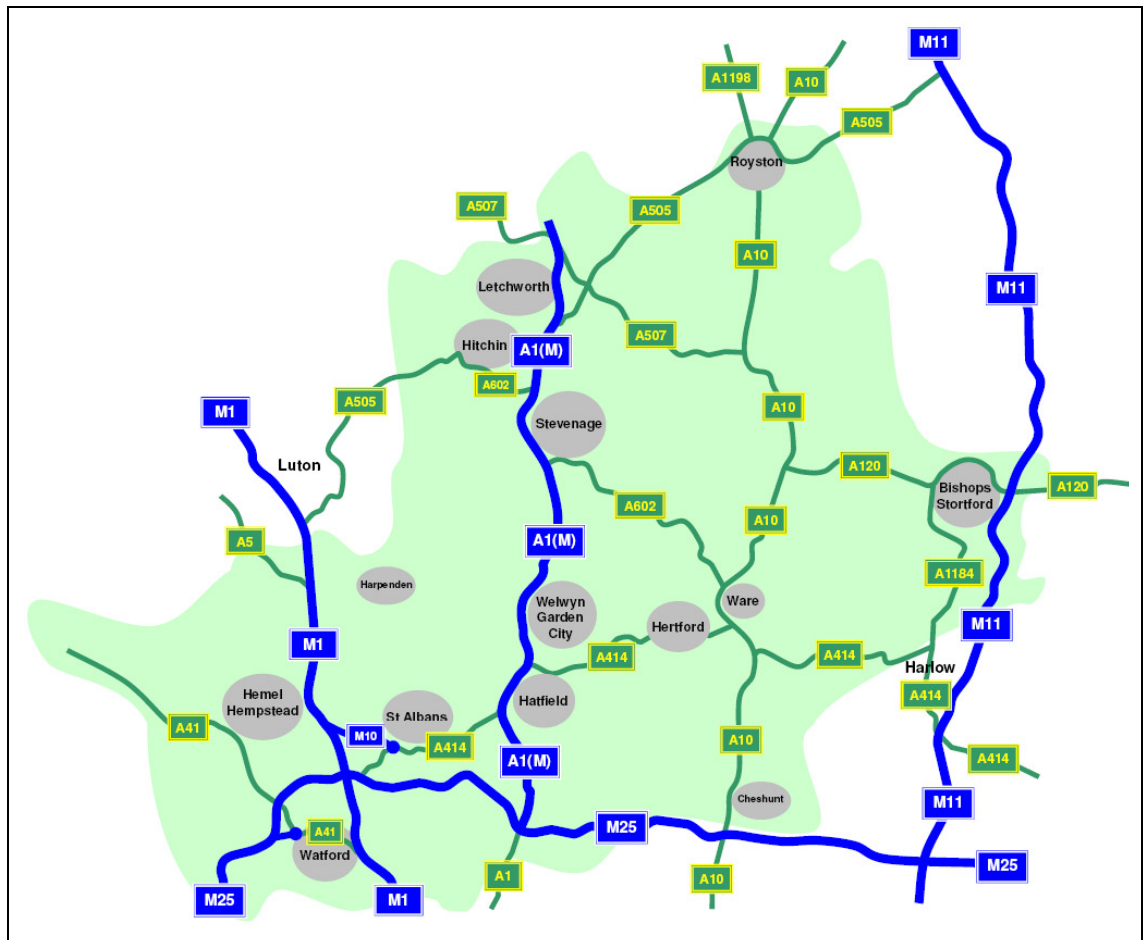 M11
A1198
A10
A505
Royston
A507
A505
A10
Letchworth
M11
A507
Hitchin
A1(M)
A602
A505
M1
A10
Stevenage
Luton
A120
Bishops
Stortford
A120
A602
A10
A5
A1(M)
A1184
Harpenden
Welwyn
Garden
City
Ware
Hertford
M11
M1
A414
A414
Harlow
Hemel
Hempstead
Hatfield
A414
St Albans
A41
M10
A414
A10
A1(M)
A414
Cheshunt
M11
M25
A41
Watford
M25
A1
A10
M25
M1